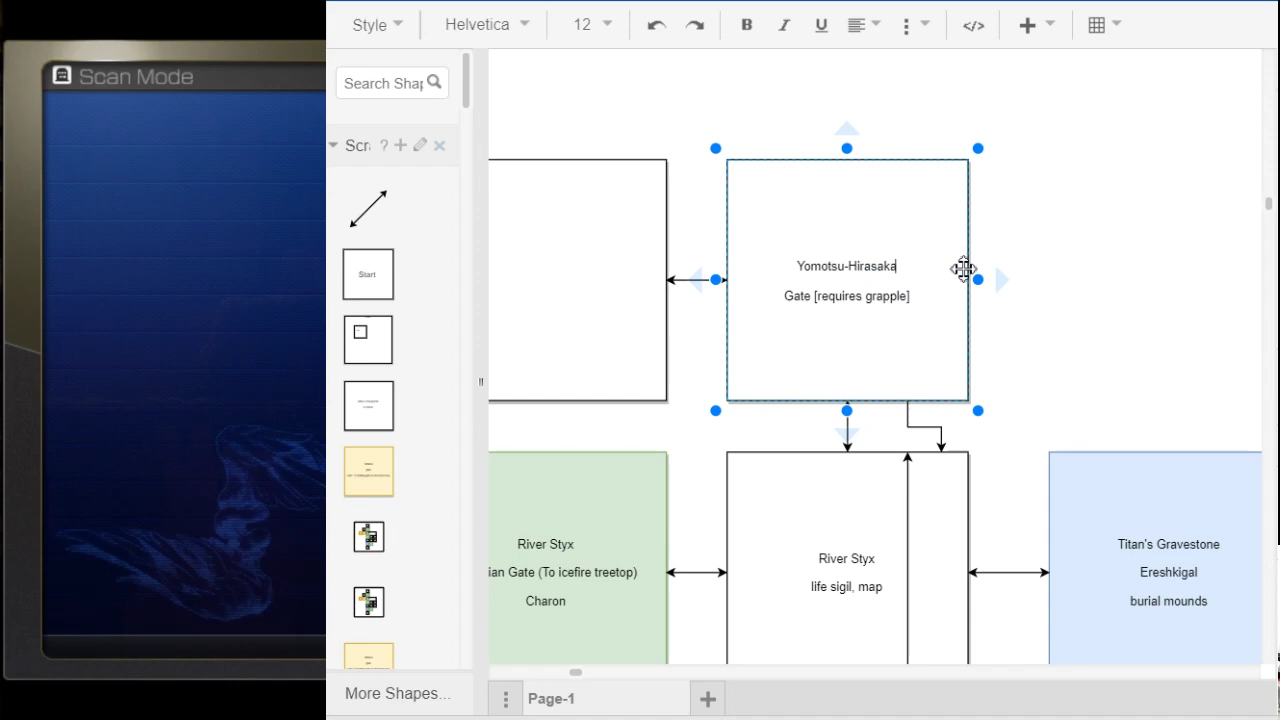 Scan Mode
Style
Helvetica
12
B I U
</>
Search Shap
Scr
?
Start
Yomotsu-Hirasaka
Gate [requires grapple]
River Styx
ian Gate (To icefire treetop)
Charon
River Styx
life sigil, map
Titan's Gravestone
Ereshkigal
burial mounds
More Shapes...
Page-1